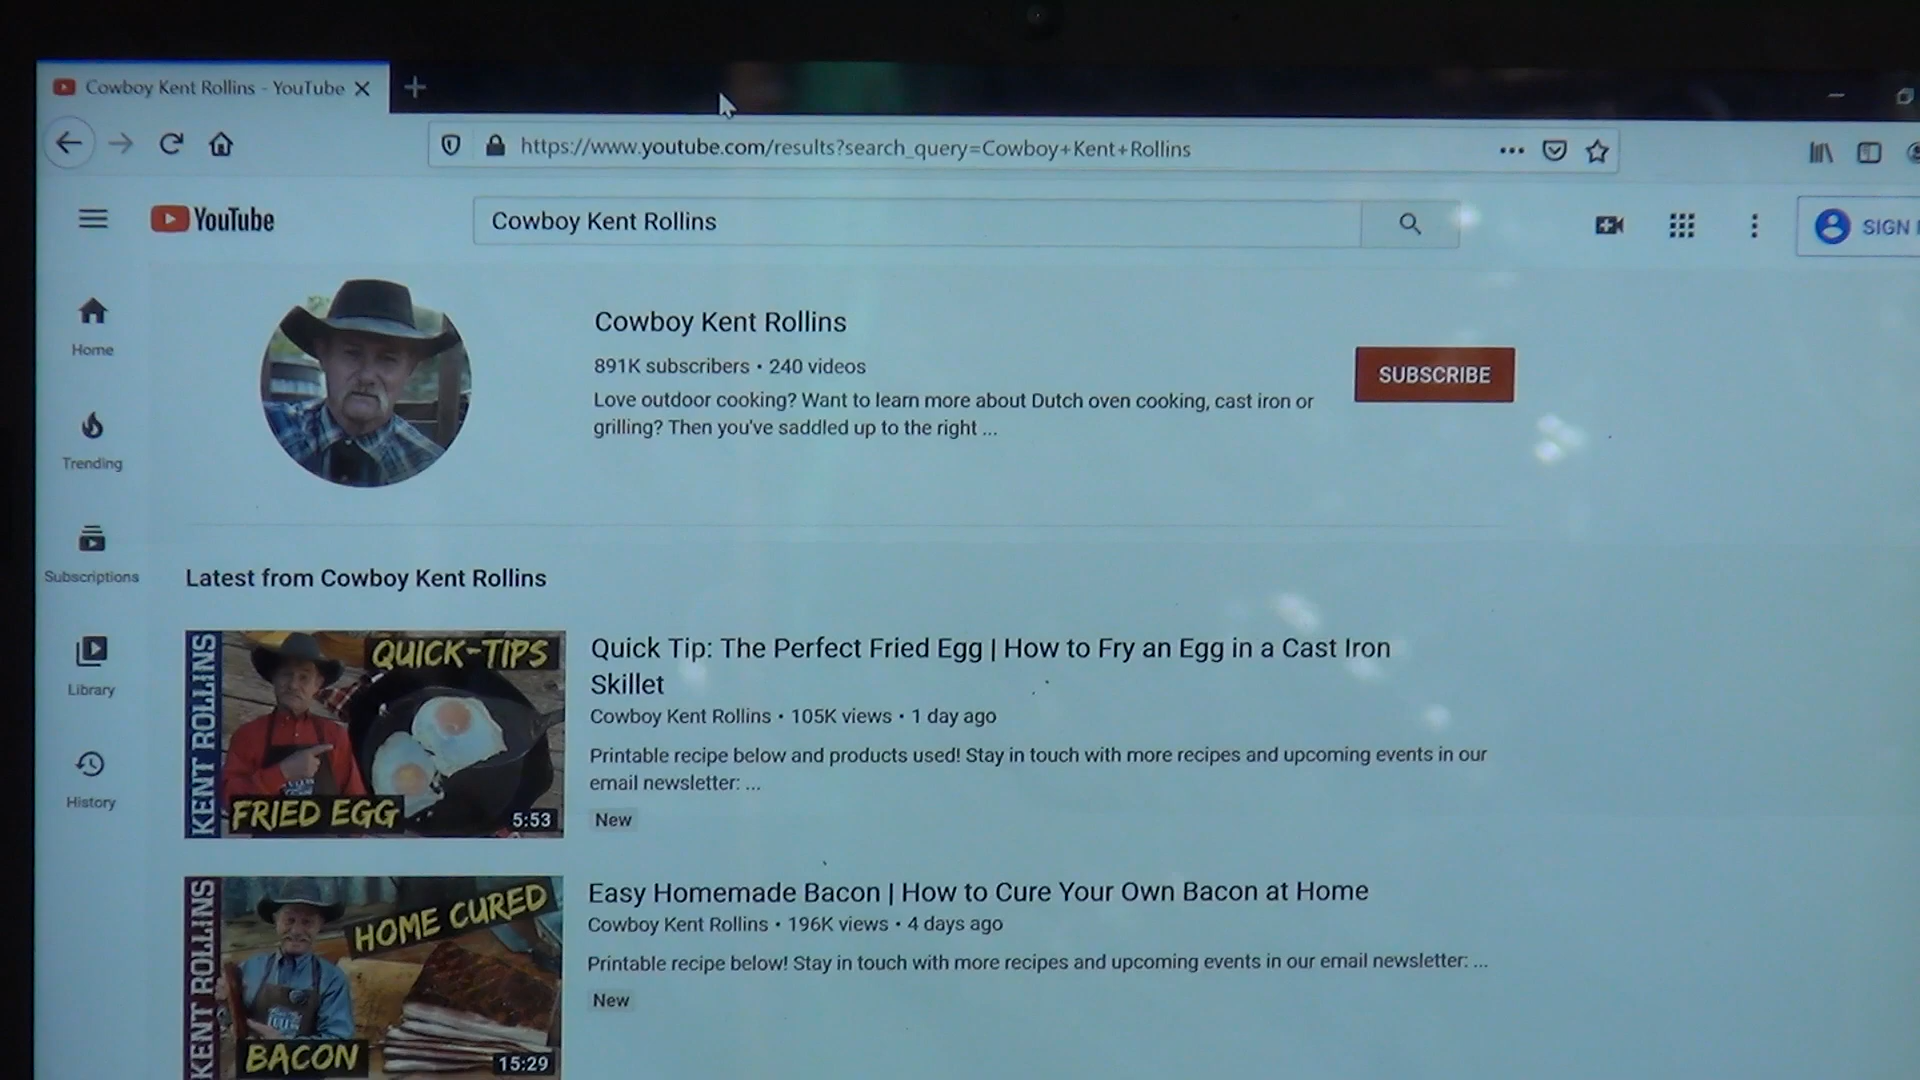 Cowboy Kent Rollins - YouTube
https://www.youtube.com/results?search_query=Cowboy+Kent+Rollins
YouTube
Cowboy Kent Rollins
SIGN
Home
Trending
Subscriptions
Library
History
Cowboy Kent Rollins
891K subscribers • 240 videos
Love outdoor cooking? Want to learn more about Dutch oven cooking, cast iron or
grilling? Then you've saddled up to the right ...
SUBSCRIBE
Latest from Cowboy Kent Rollins
KENT ROLLINS
QUICK-TIPS
FRIED EGG
5:53
Quick Tip: The Perfect Fried Egg | How to Fry an Egg in a Cast Iron
Skillet
Cowboy Kent Rollins • 105K views • 1 day ago
Printable recipe below and products used! Stay in touch with more recipes and upcoming events in our
email newsletter: ...
New
KENT ROLLINS
HOME CURED
BACON
15:29
Easy Homemade Bacon | How to Cure Your Own Bacon at Home
Cowboy Kent Rollins • 196K views • 4 days ago
Printable recipe below! Stay in touch with more recipes and upcoming events in our email newsletter: ...
New